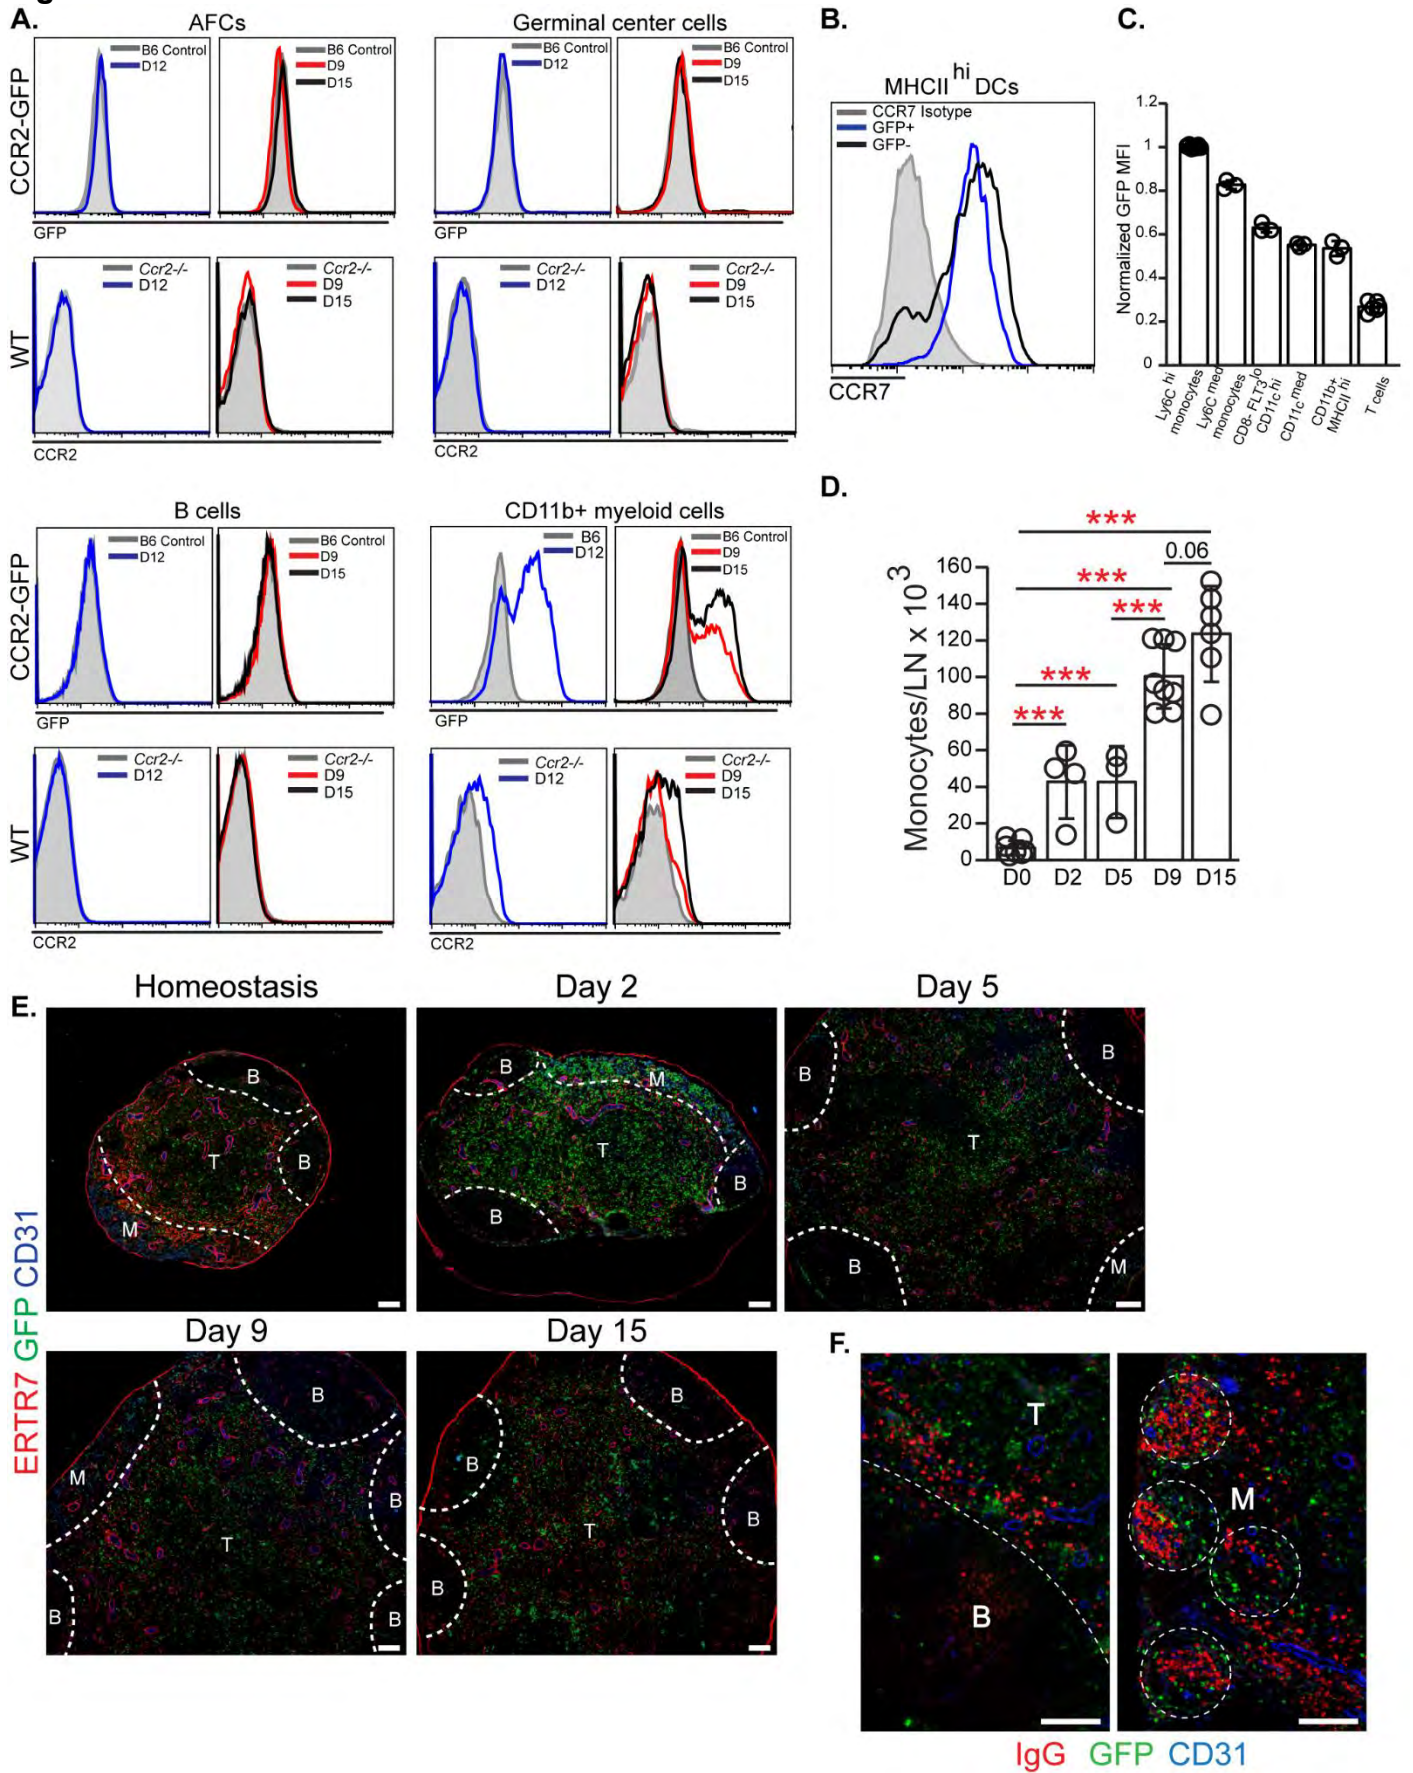 A.
AFCs
Germinal center cells
CCR2-GFP
B6 Control
D12
B6 Control
D9
D15
GFP
B6 Control
D12
B6 Control
D9
D15
GFP
WT
Ccr2-/-
D12
Ccr2-/-
D9
D15
CCR2
Ccr2-/-
D12
Ccr2-/-
D9
D15
CCR2
B cells
CD11b+ myeloid cells
CCR2-GFP
B6 Control
D12
B6 Control
D9
D15
GFP
B6
D12
B6 Control
D9
D15
GFP
WT
Ccr2-/-
D12
Ccr2-/-
D9
D15
CCR2
Ccr2-/-
D12
Ccr2-/-
D9
D15
CCR2
B.
MHCII hi DCs
CCR7 Isotype
GFP+
GFP-
CCR7
C.
Normalized GFP MFI
1.2
1
0.8
0.6
0.4
0.2
0
Ly6C hi
monocytes
Ly6C med
monocytes
CD8- FLT3 lo
CD11c hi
CD11c med
CD11b+
MHCII hi
T cells
D.
Monocytes/LN x 10 3
160
140
120
100
80
60
40
20
0
***
0.06
***
***
***
***
D0 D2 D5 D9 D15
E.
ERTR7 GFP CD31
Homeostasis
B
T
B
M
Day 2
B
M
T
B
B
Day 5
B
B
T
B
M
Day 9
B
M
B
T
B
B
Day 15
B
B
B
T
B
F.
T
B
M
IgG GFP CD31